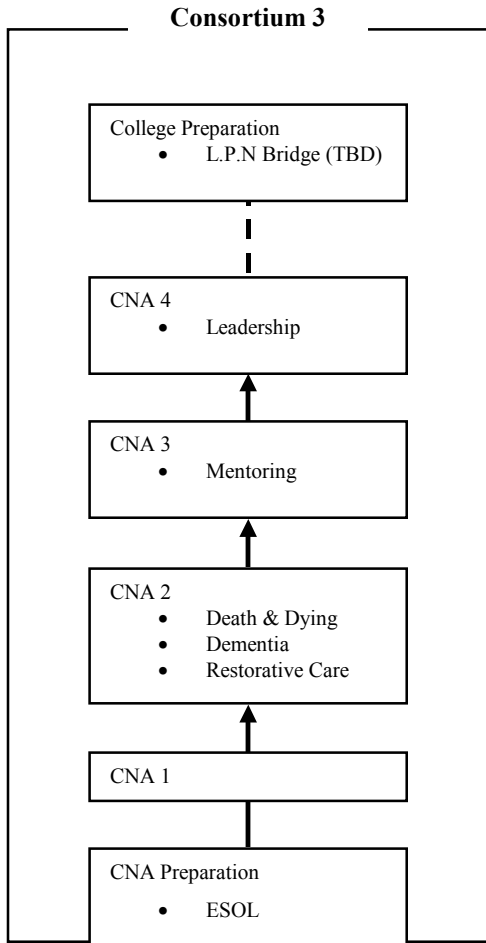 Consortium 3
College Preparation
• L.P.N Bridge (TBD)
CNA 4
• Leadership
CNA 3
• Mentoring
CNA 2
• Death & Dying
• Dementia
• Restorative Care
CNA 1
CNA Preparation
• ESOL